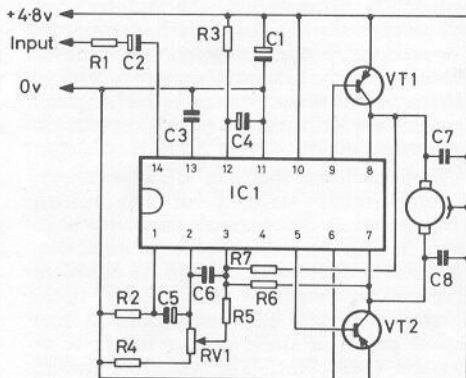 +4·8v
Input
0v
R1
C2
R3
C1
VT1
C3
C4
C7
14 13 12 11 10 9 8
IC1
1 2 3 4 5 6 7
C8
R7
R2
C5
C6
R6
R5
R4
RV1
VT2